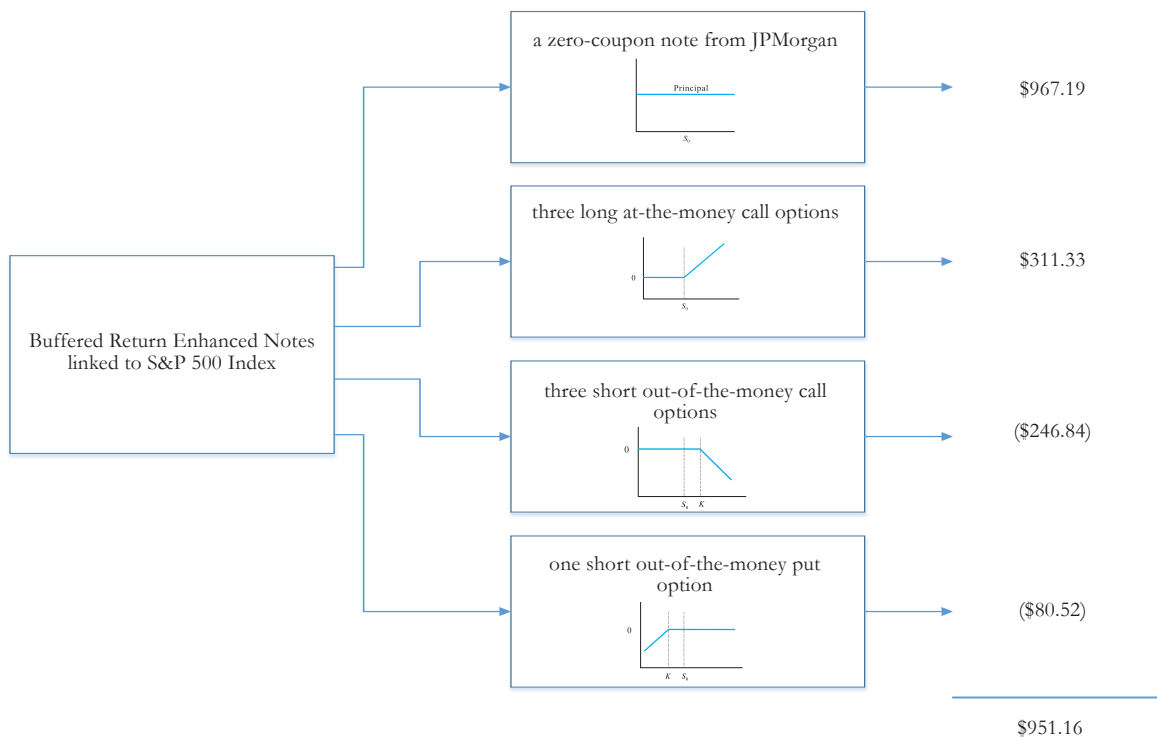 a zero-coupon note from JPMorgan
Principal
S₀
$967.19
three long at-the-money call options
0
S₀
$311.33
Buffered Return Enhanced Notes
linked to S&P 500 Index
three short out-of-the-money call
options
0
S₀ K
($246.84)
one short out-of-the-money put
option
0
K S₀
($80.52)
$951.16